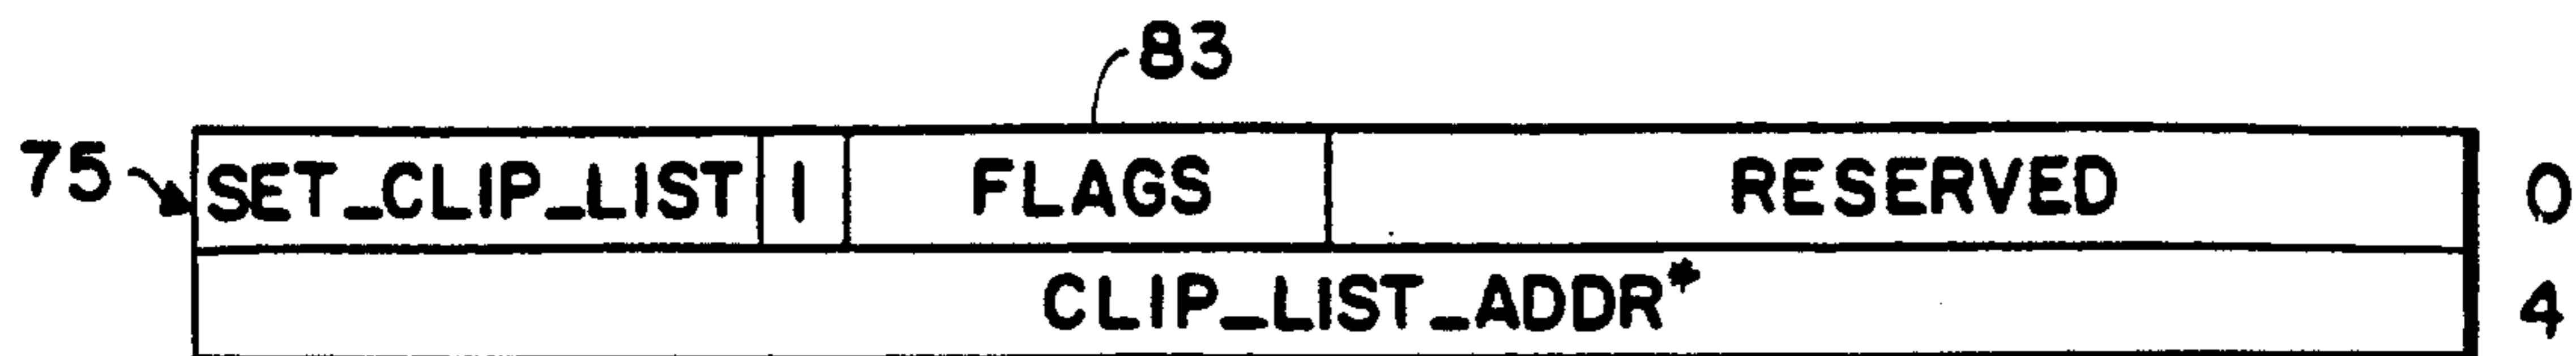 83
75 SET_CLIP_LIST I FLAGS RESERVED 0
CLIP_LIST_ADDR* 4